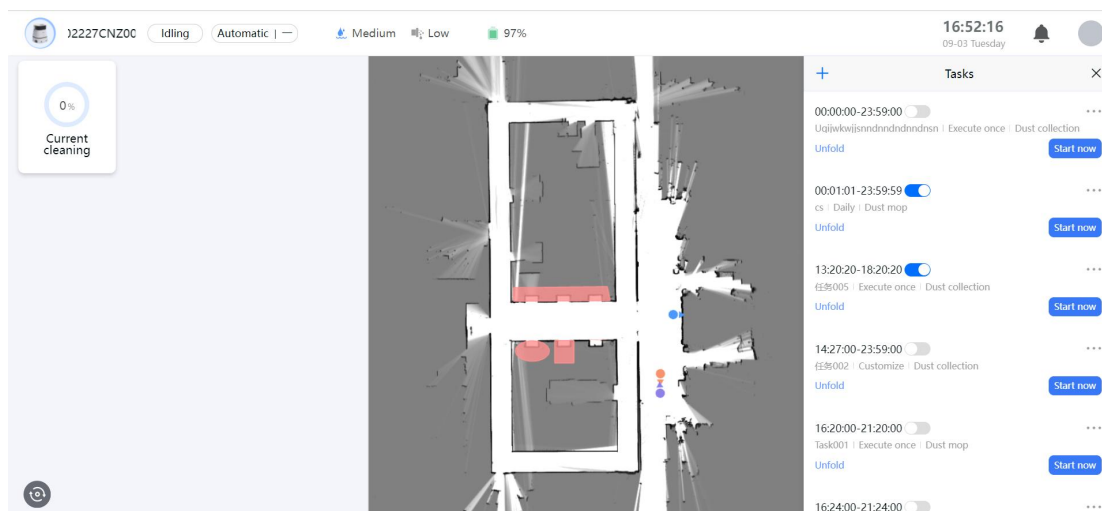 02227CNZ00 Idling Automatic | — Medium Low 97% 16:52:16
09-03 Tuesday
0%
Current
cleaning
Tasks
00:00:00-23:59:00
Uqijwkwjjsnndnndndnndnsn | Execute once | Dust collection
Unfold Start now
00:01:01-23:59:59
cs | Daily | Dust mop
Unfold Start now
13:20:20-18:20:20
任务005 | Execute once | Dust collection
Unfold Start now
14:27:00-23:59:00
任务002 | Customize | Dust collection
Unfold Start now
16:20:00-21:20:00
Task001 | Execute once | Dust mop
Unfold Start now
16:24:00-21:24:00